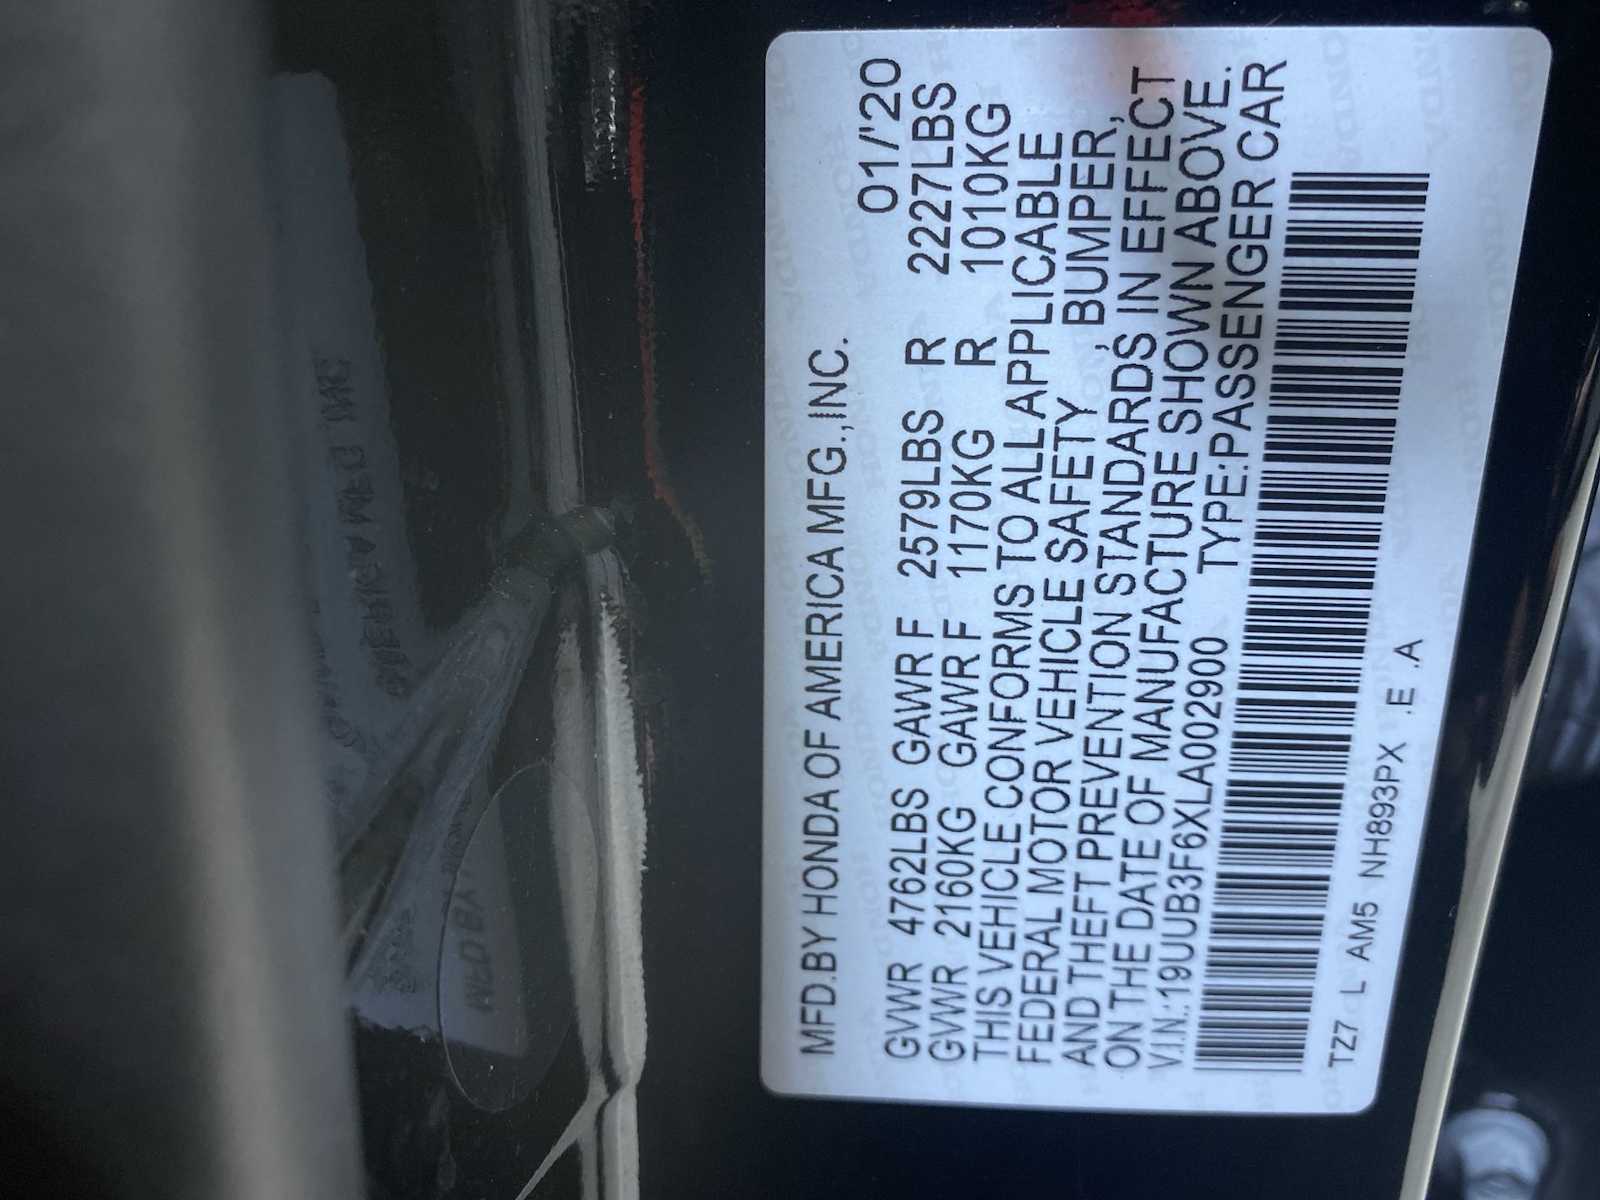 MFD.BY HONDA OF AMERICA MFG.,INC. 01/'20
GVWR 4762LBS GAWR F 2579LBS R 2227LBS
GVWR 2160KG GAWR F 1170KG R 1010KG
THIS VEHICLE CONFORMS TO ALL APPLICABLE
FEDERAL MOTOR VEHICLE SAFETY , BUMPER,
AND THEFT PREVENTION STANDARDS IN EFFECT
ON THE DATE OF MANUFACTURE SHOWN ABOVE.
V.I.N.:19UUB3F6XLA002900 TYPE:PASSENGER CAR
TZ7 L AM5 NH893PX .E .A